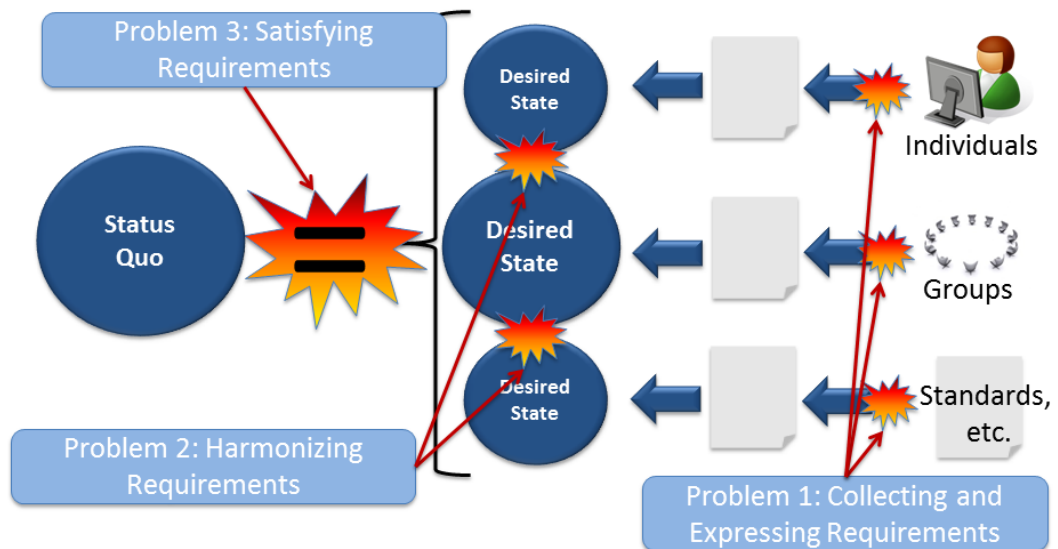 Problem 3: Satisfying
Requirements
Desired
State
Individuals
Status
Quo
Desired
State
Groups
Desired
State
Standards,
etc.
Problem 2: Harmonizing
Requirements
Problem 1: Collecting and
Expressing Requirements